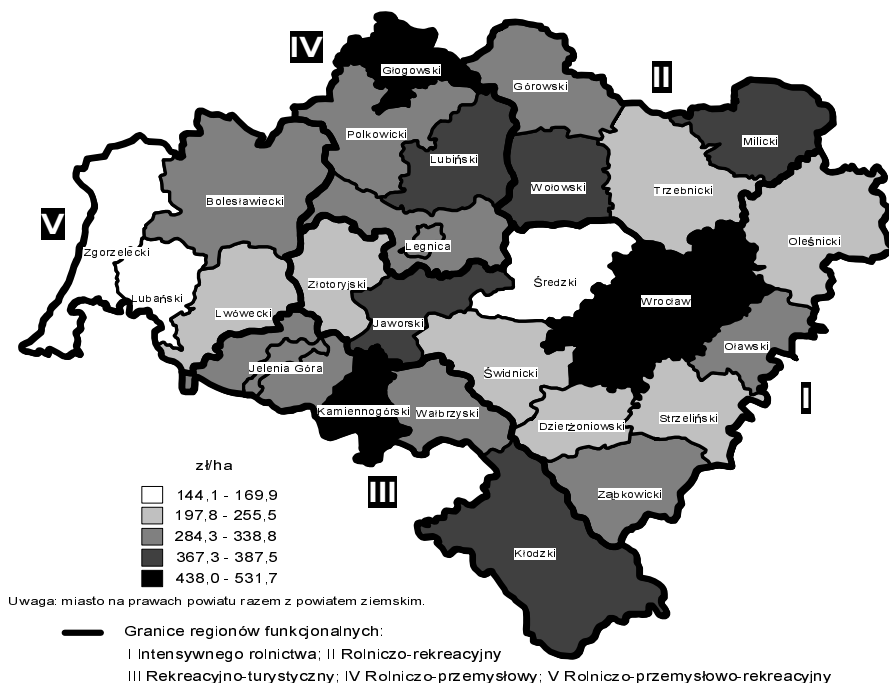 IV
Głogowski
Górowski
II
Polkowicki
Lubiński
Milicki
Wołowski
Trzebnicki
Bolesławiecki
V
Legnica
Oleśnicki
Zgorzelecki
Złotoryjski
Średzki
Lubański
Wrocław
Lwówecki
Jaworski
Oławski
Jelenia Góra
Świdnicki
I
Kamiennogórski
Wałbrzyski
Strzeliński
Dzierżoniowski
zł/ha
III
Ząbkowicki
144,1 - 169,9
197,8 - 255,5
284,3 - 338,8
367,3 - 387,5
438,0 - 531,7
Kłodzki
Uwaga: miasto na prawach powiatu razem z powiatem ziemskim.
Granice regionów funkcjonalnych:
I Intensywnego rolnictwa; II Rolniczo-rekreacyjny
III Rekreacyjno-turystyczny; IV Rolniczo-przemysłowy; V Rolniczo-przemysłowo-rekreacyjny